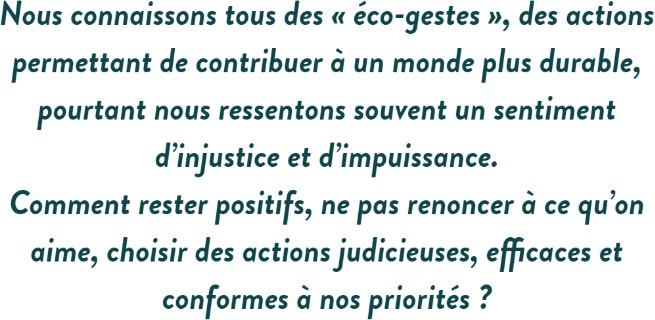 Nous connaissons tous des « éco-gestes », des actions
permettant de contribuer à un monde plus durable,
pourtant nous ressentons souvent un sentiment
d’injustice et d’impuissance.
Comment rester positifs, ne pas renoncer à ce qu’on
aime, choisir des actions judicieuses, efficaces et
conformes à nos priorités ?